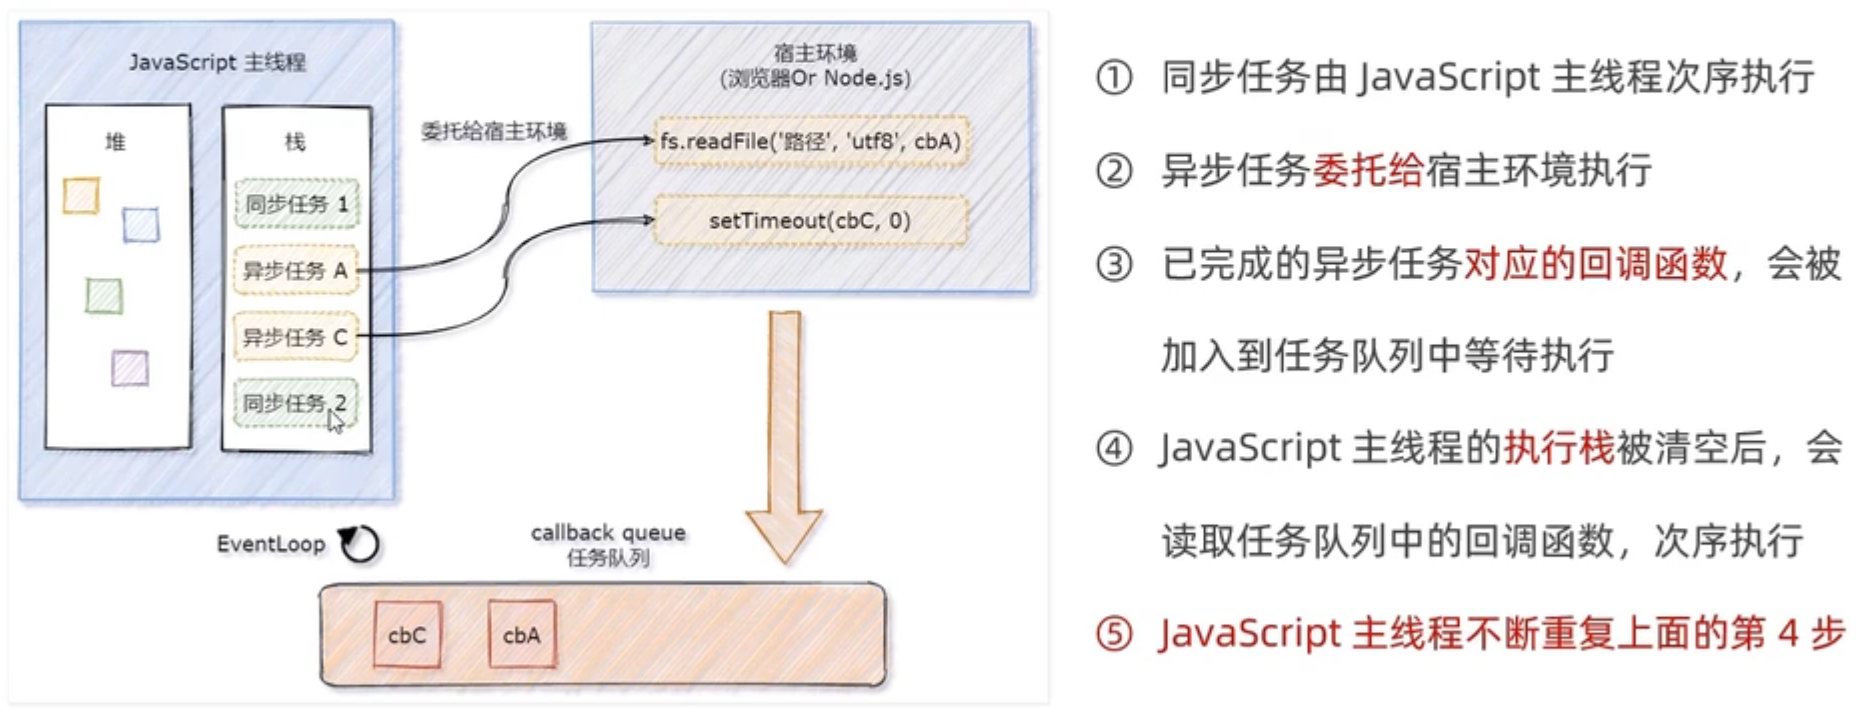 JavaScript 主线程
堆
栈
同步任务 1
异步任务 A
异步任务 C
同步任务 2
委托给宿主环境
宿主环境
(浏览器Or Node.js)
fs.readFile('路径', 'utf8', cbA)
setTimeout(cbC, 0)
EventLoop
callback queue
任务队列
cbC
cbA
① 同步任务由 JavaScript 主线程次序执行
② 异步任务委托给宿主环境执行
③ 已完成的异步任务对应的回调函数，会被
加入到任务队列中等待执行
④ JavaScript 主线程的执行栈被清空后，会
读取任务队列中的回调函数，次序执行
⑤ JavaScript 主线程不断重复上面的第 4 步